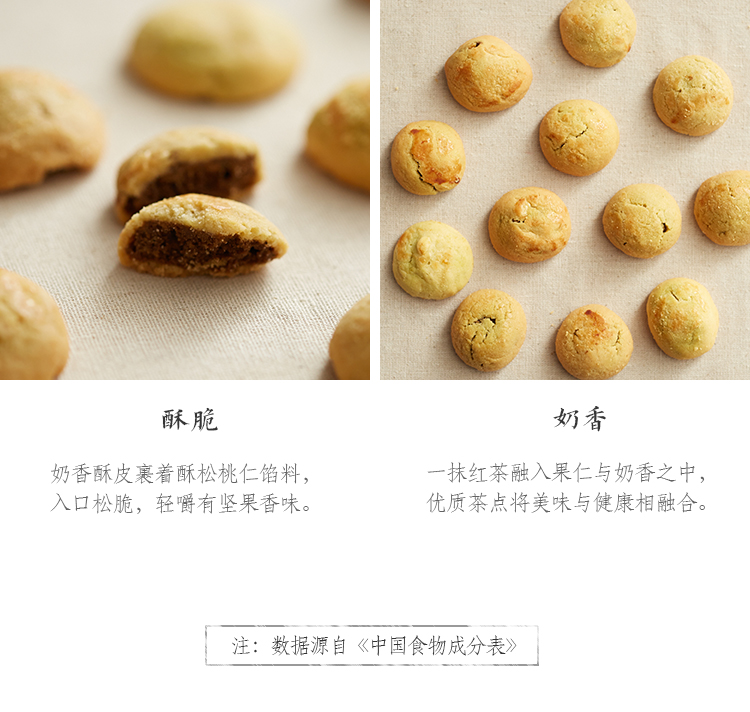 酥脆
奶香酥皮裹着酥松桃仁馅料，
入口松脆，轻嚼有坚果香味。
奶香
一抹红茶融入果仁与奶香之中，
优质茶点将美味与健康相融合。
注：数据源自《中国食物成分表》